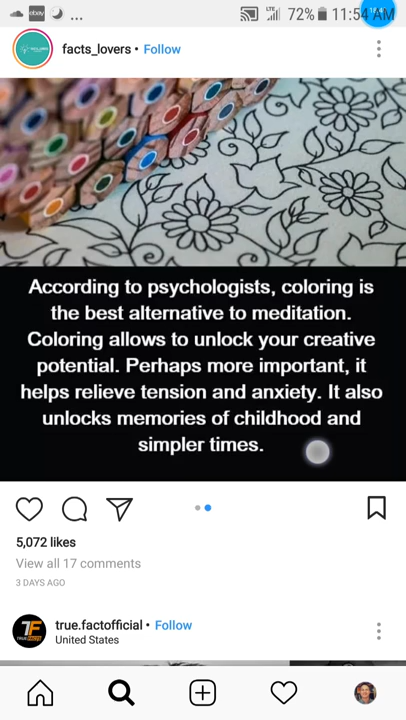 ebay
...
LTE
72%
11:54 AM
facts_lovers • Follow
According to psychologists, coloring is
the best alternative to meditation.
Coloring allows to unlock your creative
potential. Perhaps more important, it
helps relieve tension and anxiety. It also
unlocks memories of childhood and
simpler times.
5,072 likes
View all 17 comments
3 DAYS AGO
true.factofficial • Follow
United States